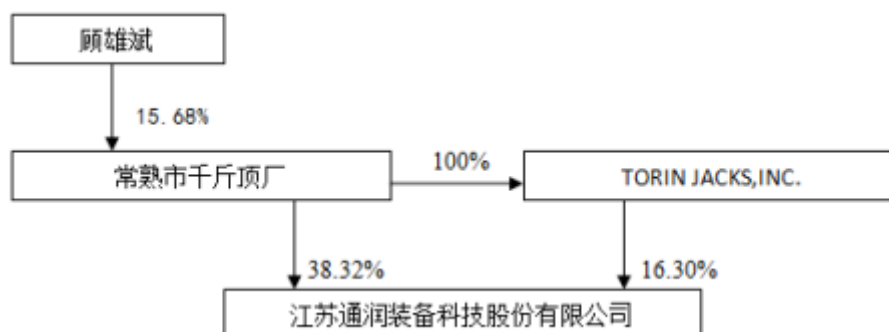 顾雄斌
15.68%
常熟市千斤顶厂
100%
TORIN JACKS,INC.
38.32%
16.30%
江苏通润装备科技股份有限公司